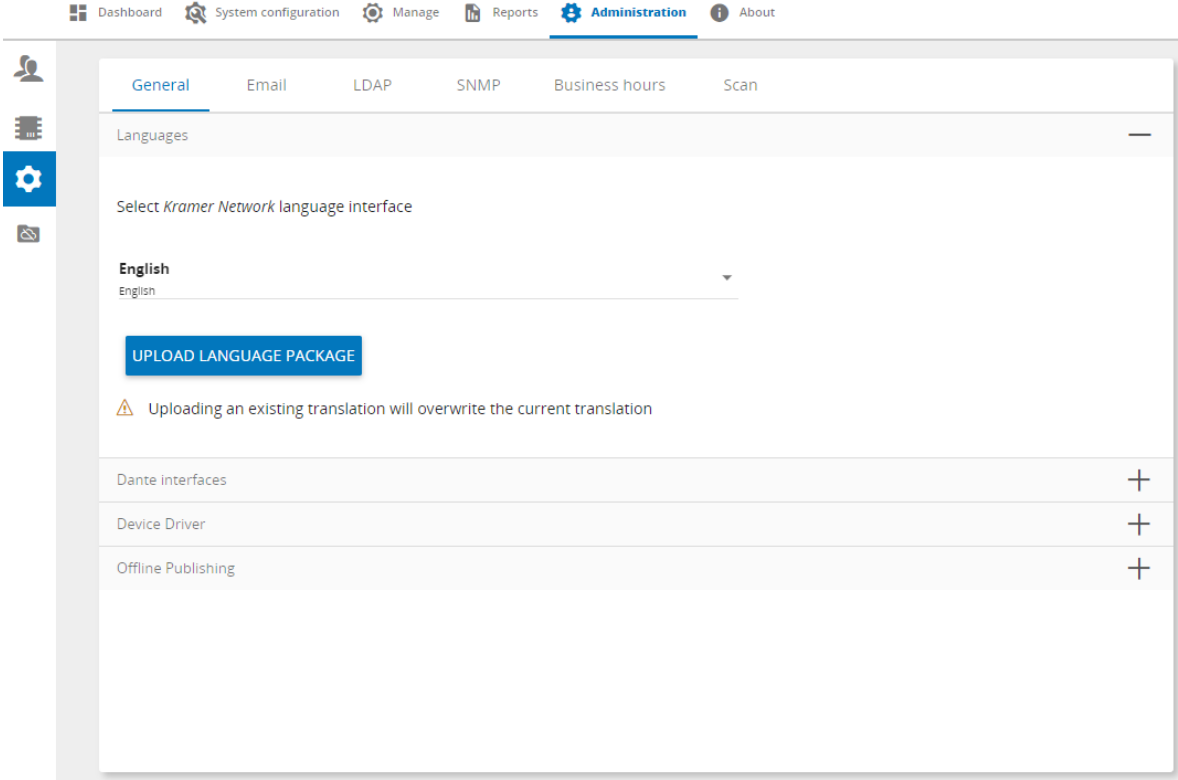 Dashboard System configuration Manage Reports Administration About
General Email LDAP SNMP Business hours Scan
Languages
Select Kramer Network language interface
English
English
UPLOAD LANGUAGE PACKAGE
Uploading an existing translation will overwrite the current translation
Dante interfaces
Device Driver
Offline Publishing